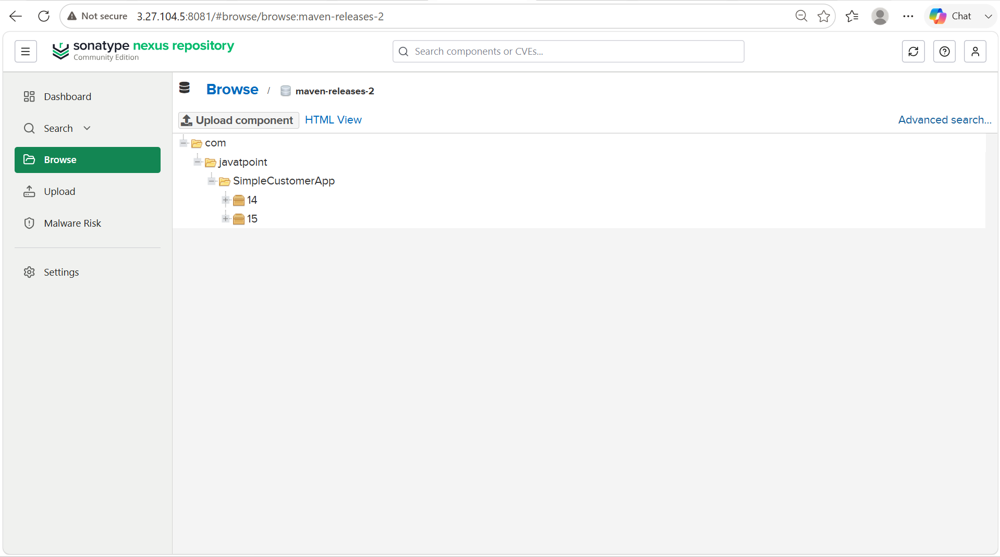 Not secure 3.27.104.5:8081/#browse/browse:maven-releases-2
Chat
sonatype nexus repository
Community Edition
Search components or CVEs...
Dashboard
Search
Browse
Upload
Malware Risk
Settings
Browse / maven-releases-2
Upload component HTML View Advanced search...
com
javatpoint
SimpleCustomerApp
14
15